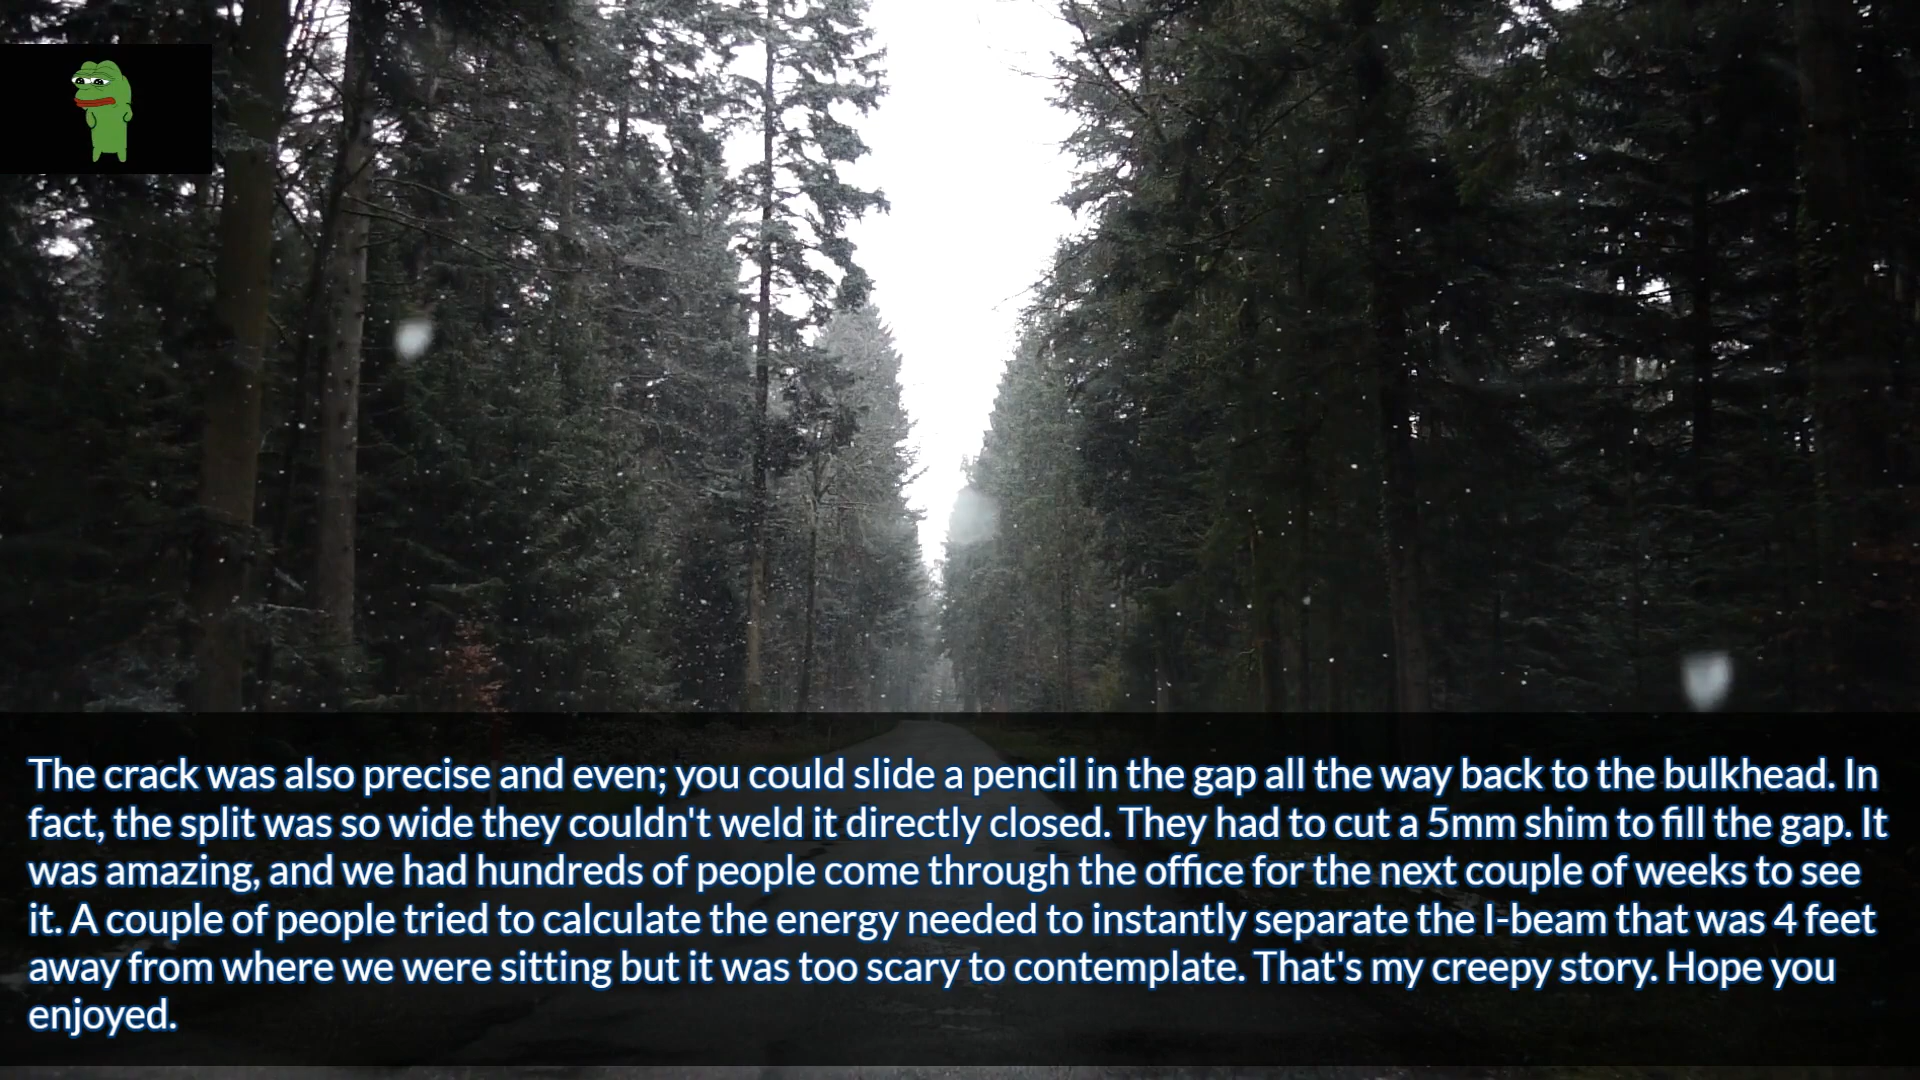 The crack was also precise and even; you could slide a pencil in the gap all the way back to the bulkhead. In
fact, the split was so wide they couldn't weld it directly closed. They had to cut a 5mm shim to fill the gap. It
was amazing, and we had hundreds of people come through the office for the next couple of weeks to see
it. A couple of people tried to calculate the energy needed to instantly separate the I-beam that was 4 feet
away from where we were sitting but it was too scary to contemplate. That's my creepy story. Hope you
enjoyed.